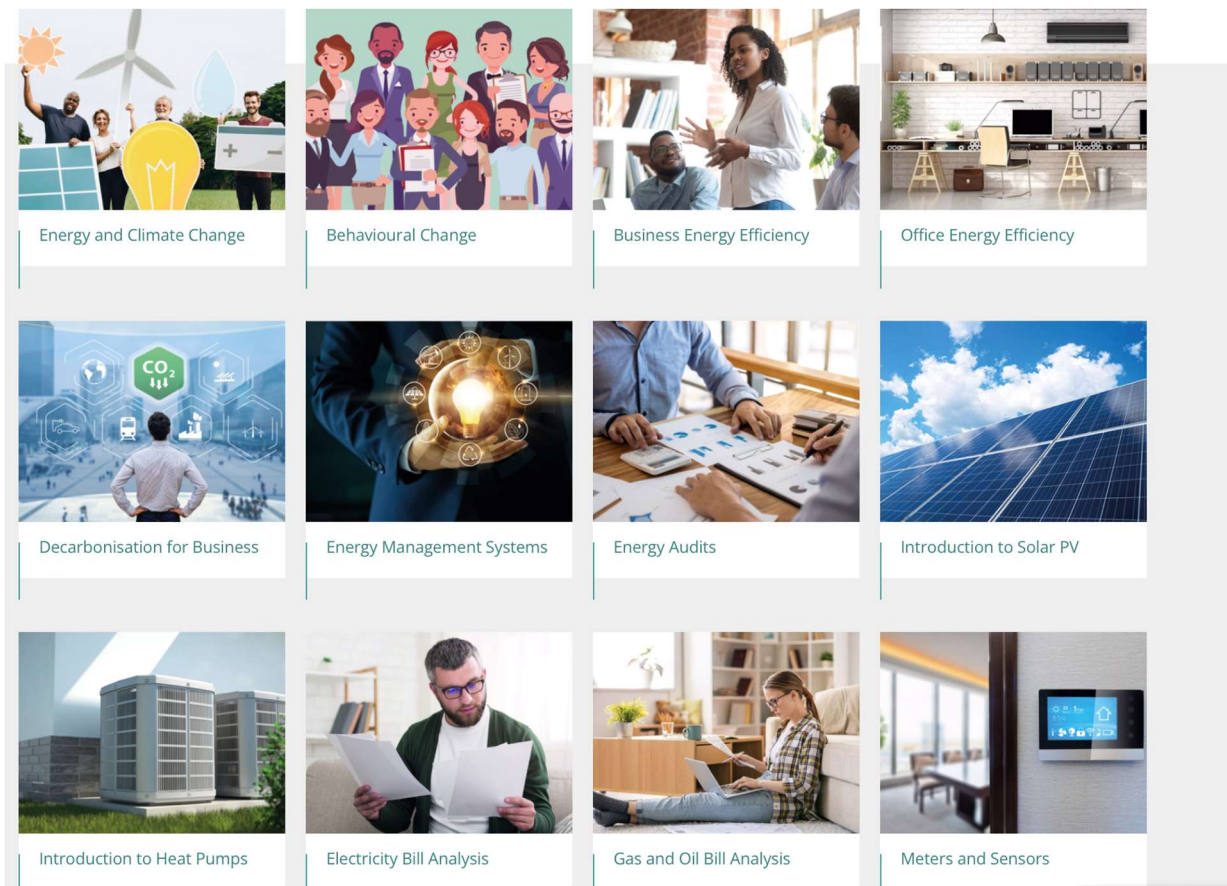 Energy and Climate Change
Behavioural Change
Business Energy Efficiency
Office Energy Efficiency
CO2
Decarbonisation for Business
Energy Management Systems
Energy Audits
Introduction to Solar PV
Introduction to Heat Pumps
Electricity Bill Analysis
Gas and Oil Bill Analysis
Meters and Sensors